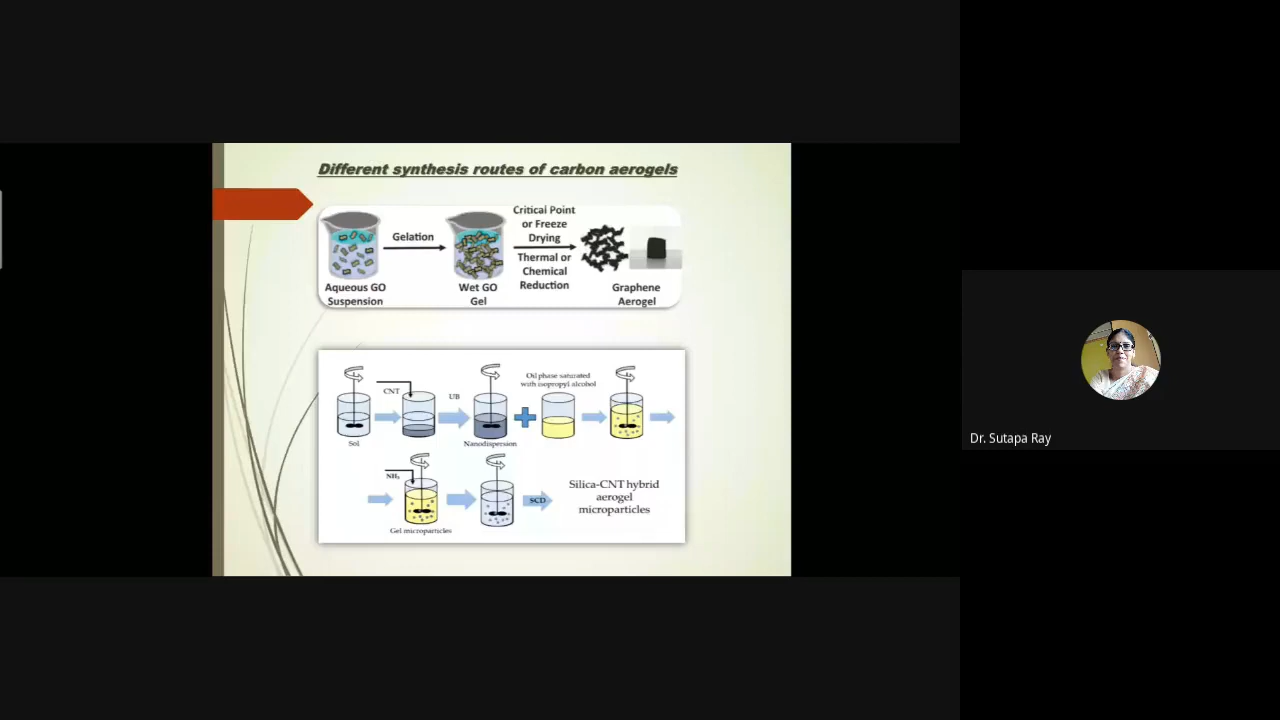 Different synthesis routes of carbon aerogels
Gelation
Critical Point
or Freeze
Drying
Thermal or
Chemical
Reduction
Aqueous GO
Suspension
Wet GO
Gel
Graphene
Aerogel
CNT
UB
Oil phase saturated
with isopropyl alcohol
Sol
Nanodispersion
NH₃
Gel microparticles
SCD
Silica-CNT hybrid
aerogel
microparticles
Dr. Sutapa Ray